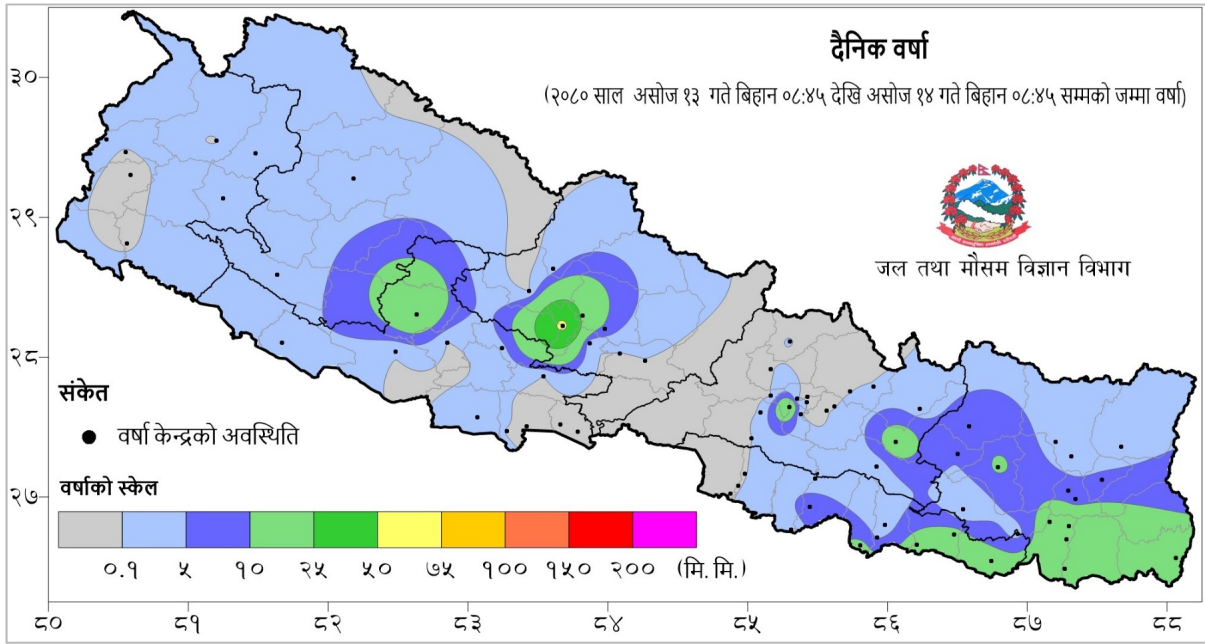 दैनिक वर्षा
(२०८० साल असोज १३ गते बिहान ०८:४५ देखि असोज १४ गते बिहान ०८:४५ सम्मको जम्मा वर्षा)
जल तथा मौसम विज्ञान विभाग
३०
२९
२८
२७
संकेत
वर्षा केन्द्रको अवस्थिति
वर्षाको स्केल
०.१ ५ १० २५ ५० ७५ १०० १५० २०० (मि.मि.)
८० ८१ ८२ ८३ ८४ ८५ ८६ ८७ ८८